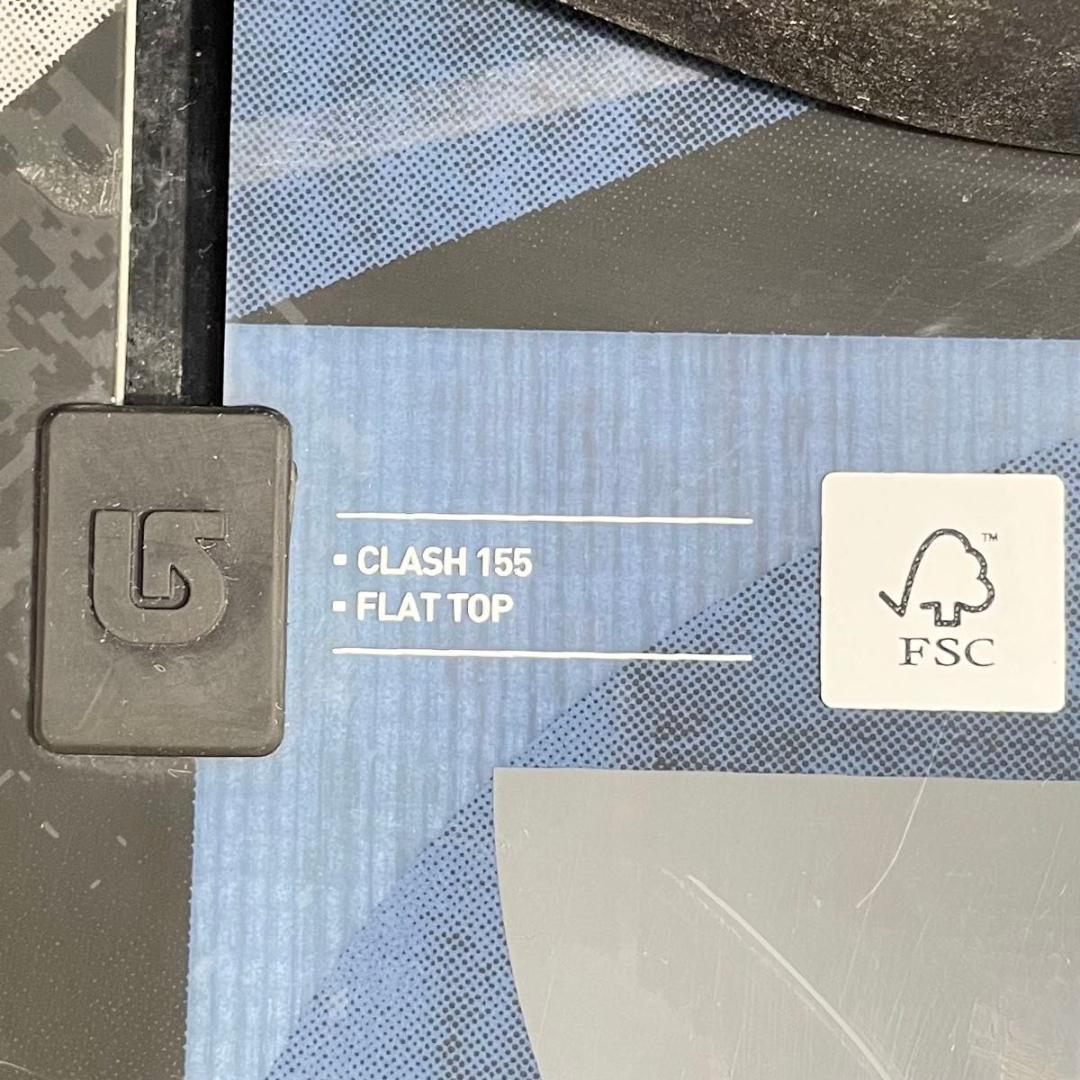 ▪ CLASH 155
▪ FLAT TOP
™
FSC